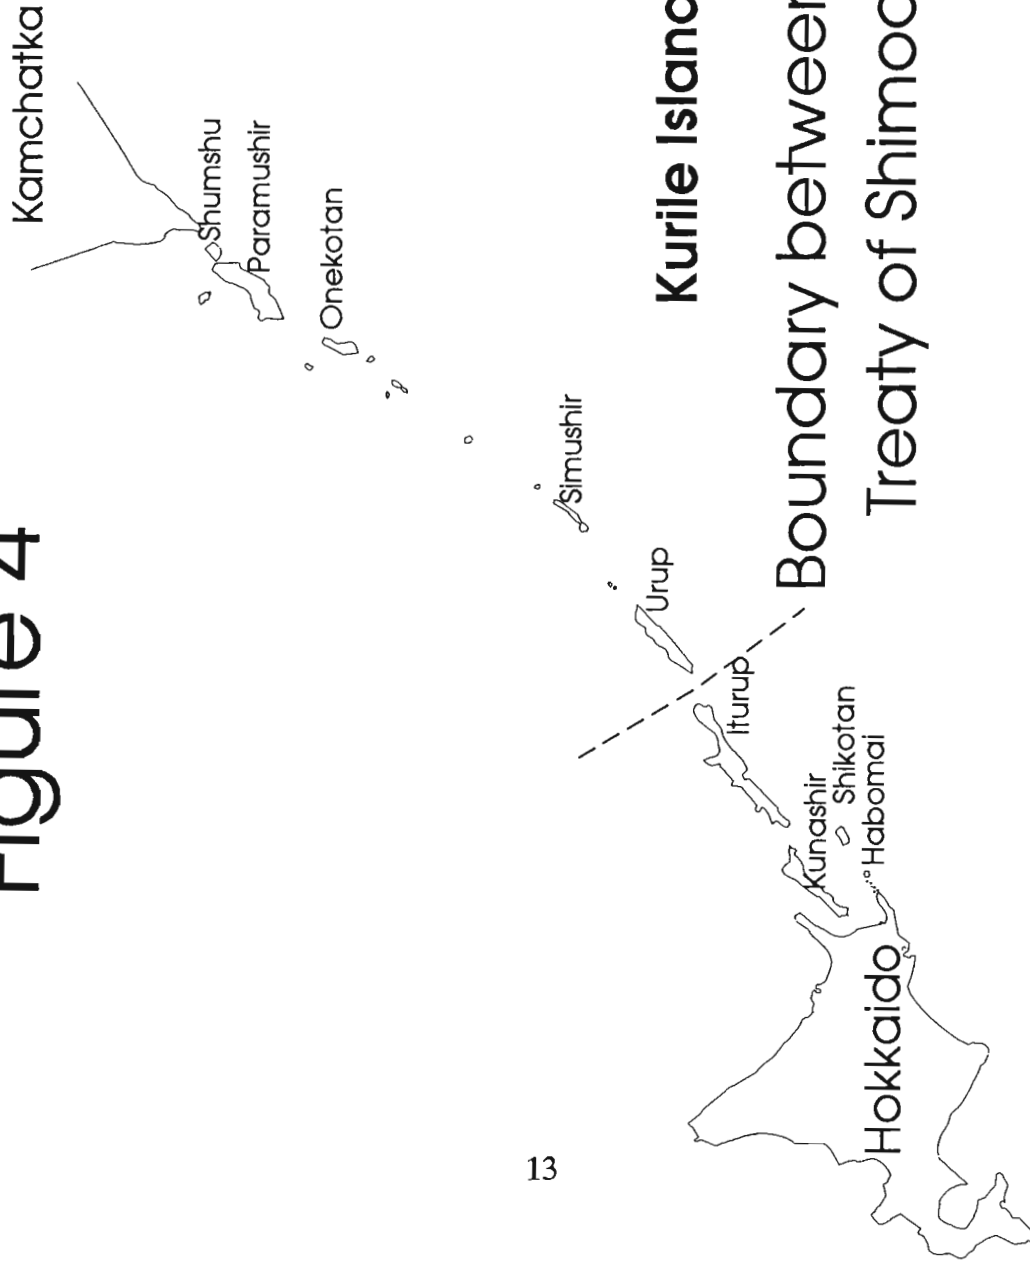 Figure 4
Kamchatka
Shumshu
Paramushir
Onekotan
Simushir
Urup
Iturup
Kunashir
Shikotan
Habomai
Hokkaido
Kurile Island
Boundary between
Treaty of Shimod
13